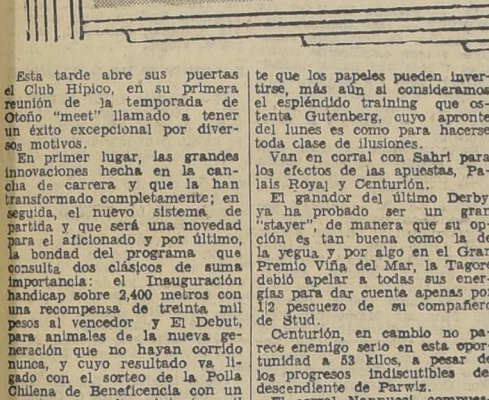 Esta tarde abre sus puertas
el Club Hípico, en su primera
reunión de la temporada de
Otoño "meet" llamado a tener
un éxito excepcional por diver-
sos motivos.
En primer lugar, las grandes
innovaciones hecha en la can-
cha de carrera y que la han
transformado completamente; en
seguida, el nuevo sistema de
partida y que será una novedad
para el aficionado y por último,
la bondad del programa que
consulta dos clásicos de suma
importancia: el Inauguración
handicap sobre 2,400 metros con
una recompensa de treinta mil
pesos al vencedor y El Debut,
para animales de la nueva ge-
neración que no hayan corrido
nunca, y cuyo resultado va li-
gado con el sorteo de la Polla
Chilena de Beneficencia con un
te que los papeles pueden inver-
tirse, más aún si consideramos
el espléndido training que os-
tenta Gutenberg, cuyo apronte
del lunes es como para hacerse
toda clase de ilusiones.
Van en corral con Sahri para
los efectos de las apuestas, Pa-
lais Royal y Centurión.
El ganador del último Derby
ya ha probado ser un gran
"stayer", de manera que su op-
ción es tan buena como la de
la yegua y por algo en el Gran
Premio Viña del Mar, la Tagore
debió apelar a todas sus ener-
gías para dar cuenta apenas por
1|2 pescuezo de su compañero
de Stud.
Centurión, en cambio no pa-
rece enemigo serio en esta opor-
tunidad a 53 kilos, a pesar de
los progresos indiscutibles del
descendiente de Parwiz.
El corral Nannucci, compues-